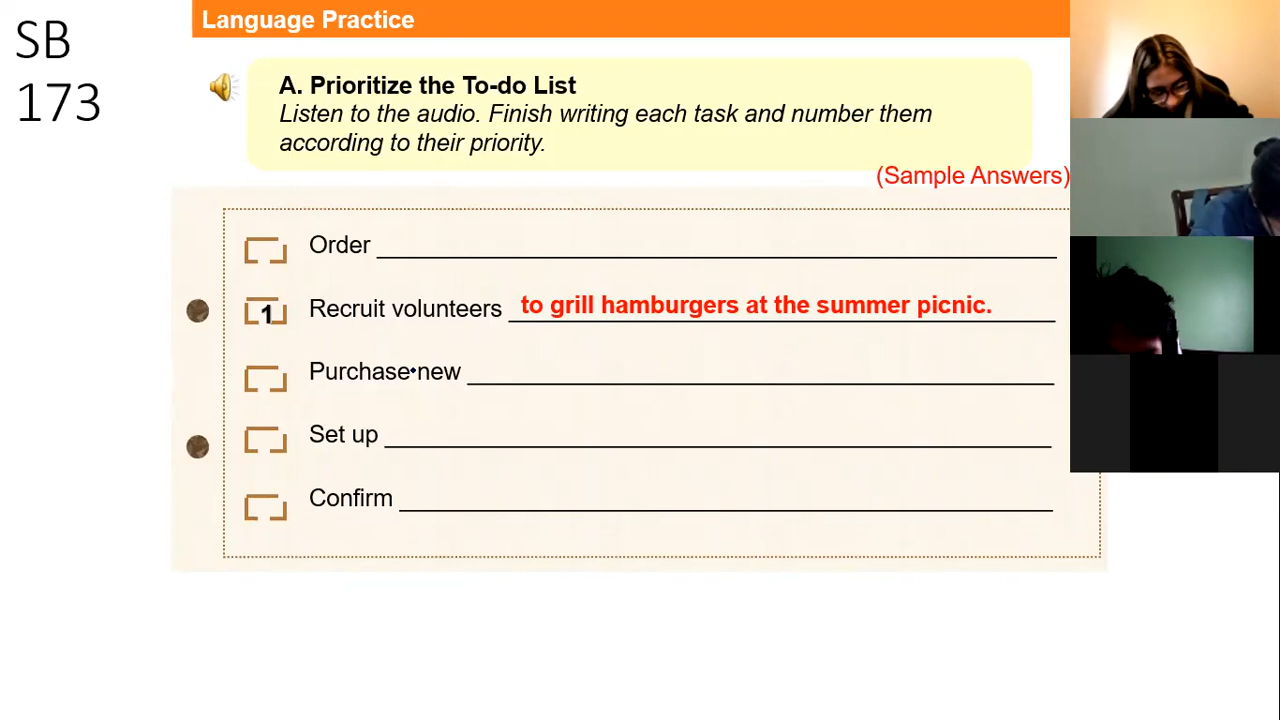 SB
173
Language Practice
A. Prioritize the To-do List
Listen to the audio. Finish writing each task and number them
according to their priority.
(Sample Answers)
Order
1 Recruit volunteers to grill hamburgers at the summer picnic.
Purchase new
Set up
Confirm